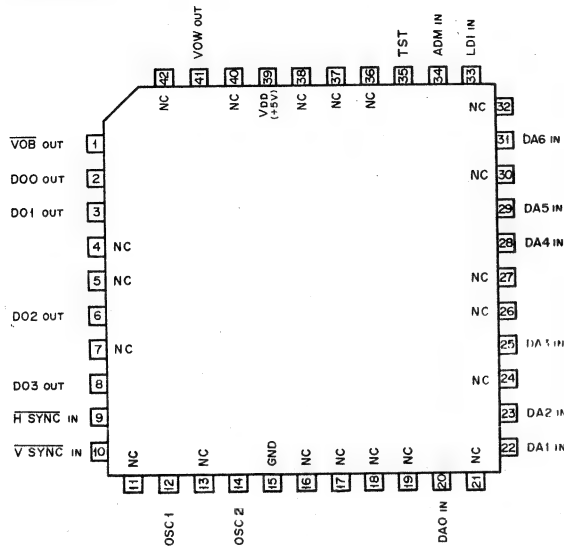 VOW OUT
TST
ADM IN
LDI IN
42
41
40
39
38
37
36
35
34
33
NC
NC
VDD
(+5V)
NC
NC
NC
VOB OUT
1
DO0 OUT
2
DO1 OUT
3
4
NC
5
NC
DO2 OUT
6
7
NC
DO3 OUT
8
H SYNC IN
9
V SYNC IN
10
NC
32
31
DA6 IN
NC
30
29
DA5 IN
28
DA4 IN
NC
27
NC
26
25
DA3 IN
NC
24
23
DA2 IN
22
DA1 IN
NC
NC
GND
NC
NC
NC
NC
NC
11
12
13
14
15
16
17
18
19
20
21
OSC 1
OSC 2
DAO IN